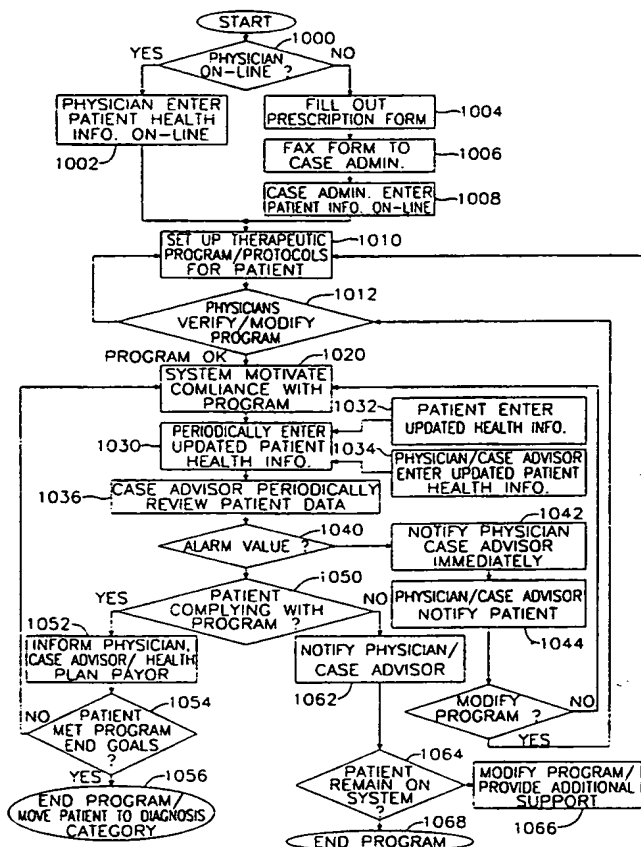 START
1000
YES
PHYSICIAN
ON-LINE ?
NO
PHYSICIAN ENTER
PATIENT HEALTH
INFO. ON-LINE
1002
FILL OUT
PRESCRIPTION FORM
1004
FAX FORM TO
CASE ADMIN.
1006
CASE ADMIN. ENTER
PATIENT INFO. ON-LINE
1008
SET UP THERAPEUTIC
PROGRAM/PROTOCOLS
FOR PATIENT
1010
1012
PHYSICIANS
VERIFY/MODIFY
PROGRAM
PROGRAM OK
1020
SYSTEM MOTIVATE
COMLIANCE WITH
PROGRAM
1030
PERIODICALLY ENTER
UPDATED PATIENT
HEALTH INFO.
1032
PATIENT ENTER
UPDATED HEALTH INFO.
1034
PHYSICIAN/CASE ADVISOR
ENTER UPDATED PATIENT
HEALTH INFO.
1036
CASE ADVISOR PERIODICALLY
REVIEW PATIENT DATA
1040
ALARM VALUE ?
1042
NOTIFY PHYSICIAN
CASE ADVISOR
IMMEDIATELY
PHYSICIAN/CASE ADVISOR
NOTIFY PATIENT
1044
MODIFY
PROGRAM ?
NO
YES
1050
YES
PATIENT
COMPLYING WITH
PROGRAM ?
NO
1052
INFORM PHYSICIAN,
CASE ADVISOR/ HEALTH
PLAN PAYOR
NOTIFY PHYSICIAN/
CASE ADVISOR
1062
1054
NO
PATIENT
MET PROGRAM
END GOALS
?
YES
1056
END PROGRAM/
MOVE PATIENT TO DIAGNOSIS
CATEGORY
1064
PATIENT
REMAIN ON
SYSTEM
?
MODIFY PROGRAM/
PROVIDE ADDITIONAL
SUPPORT
1066
1068
END PROGRAM